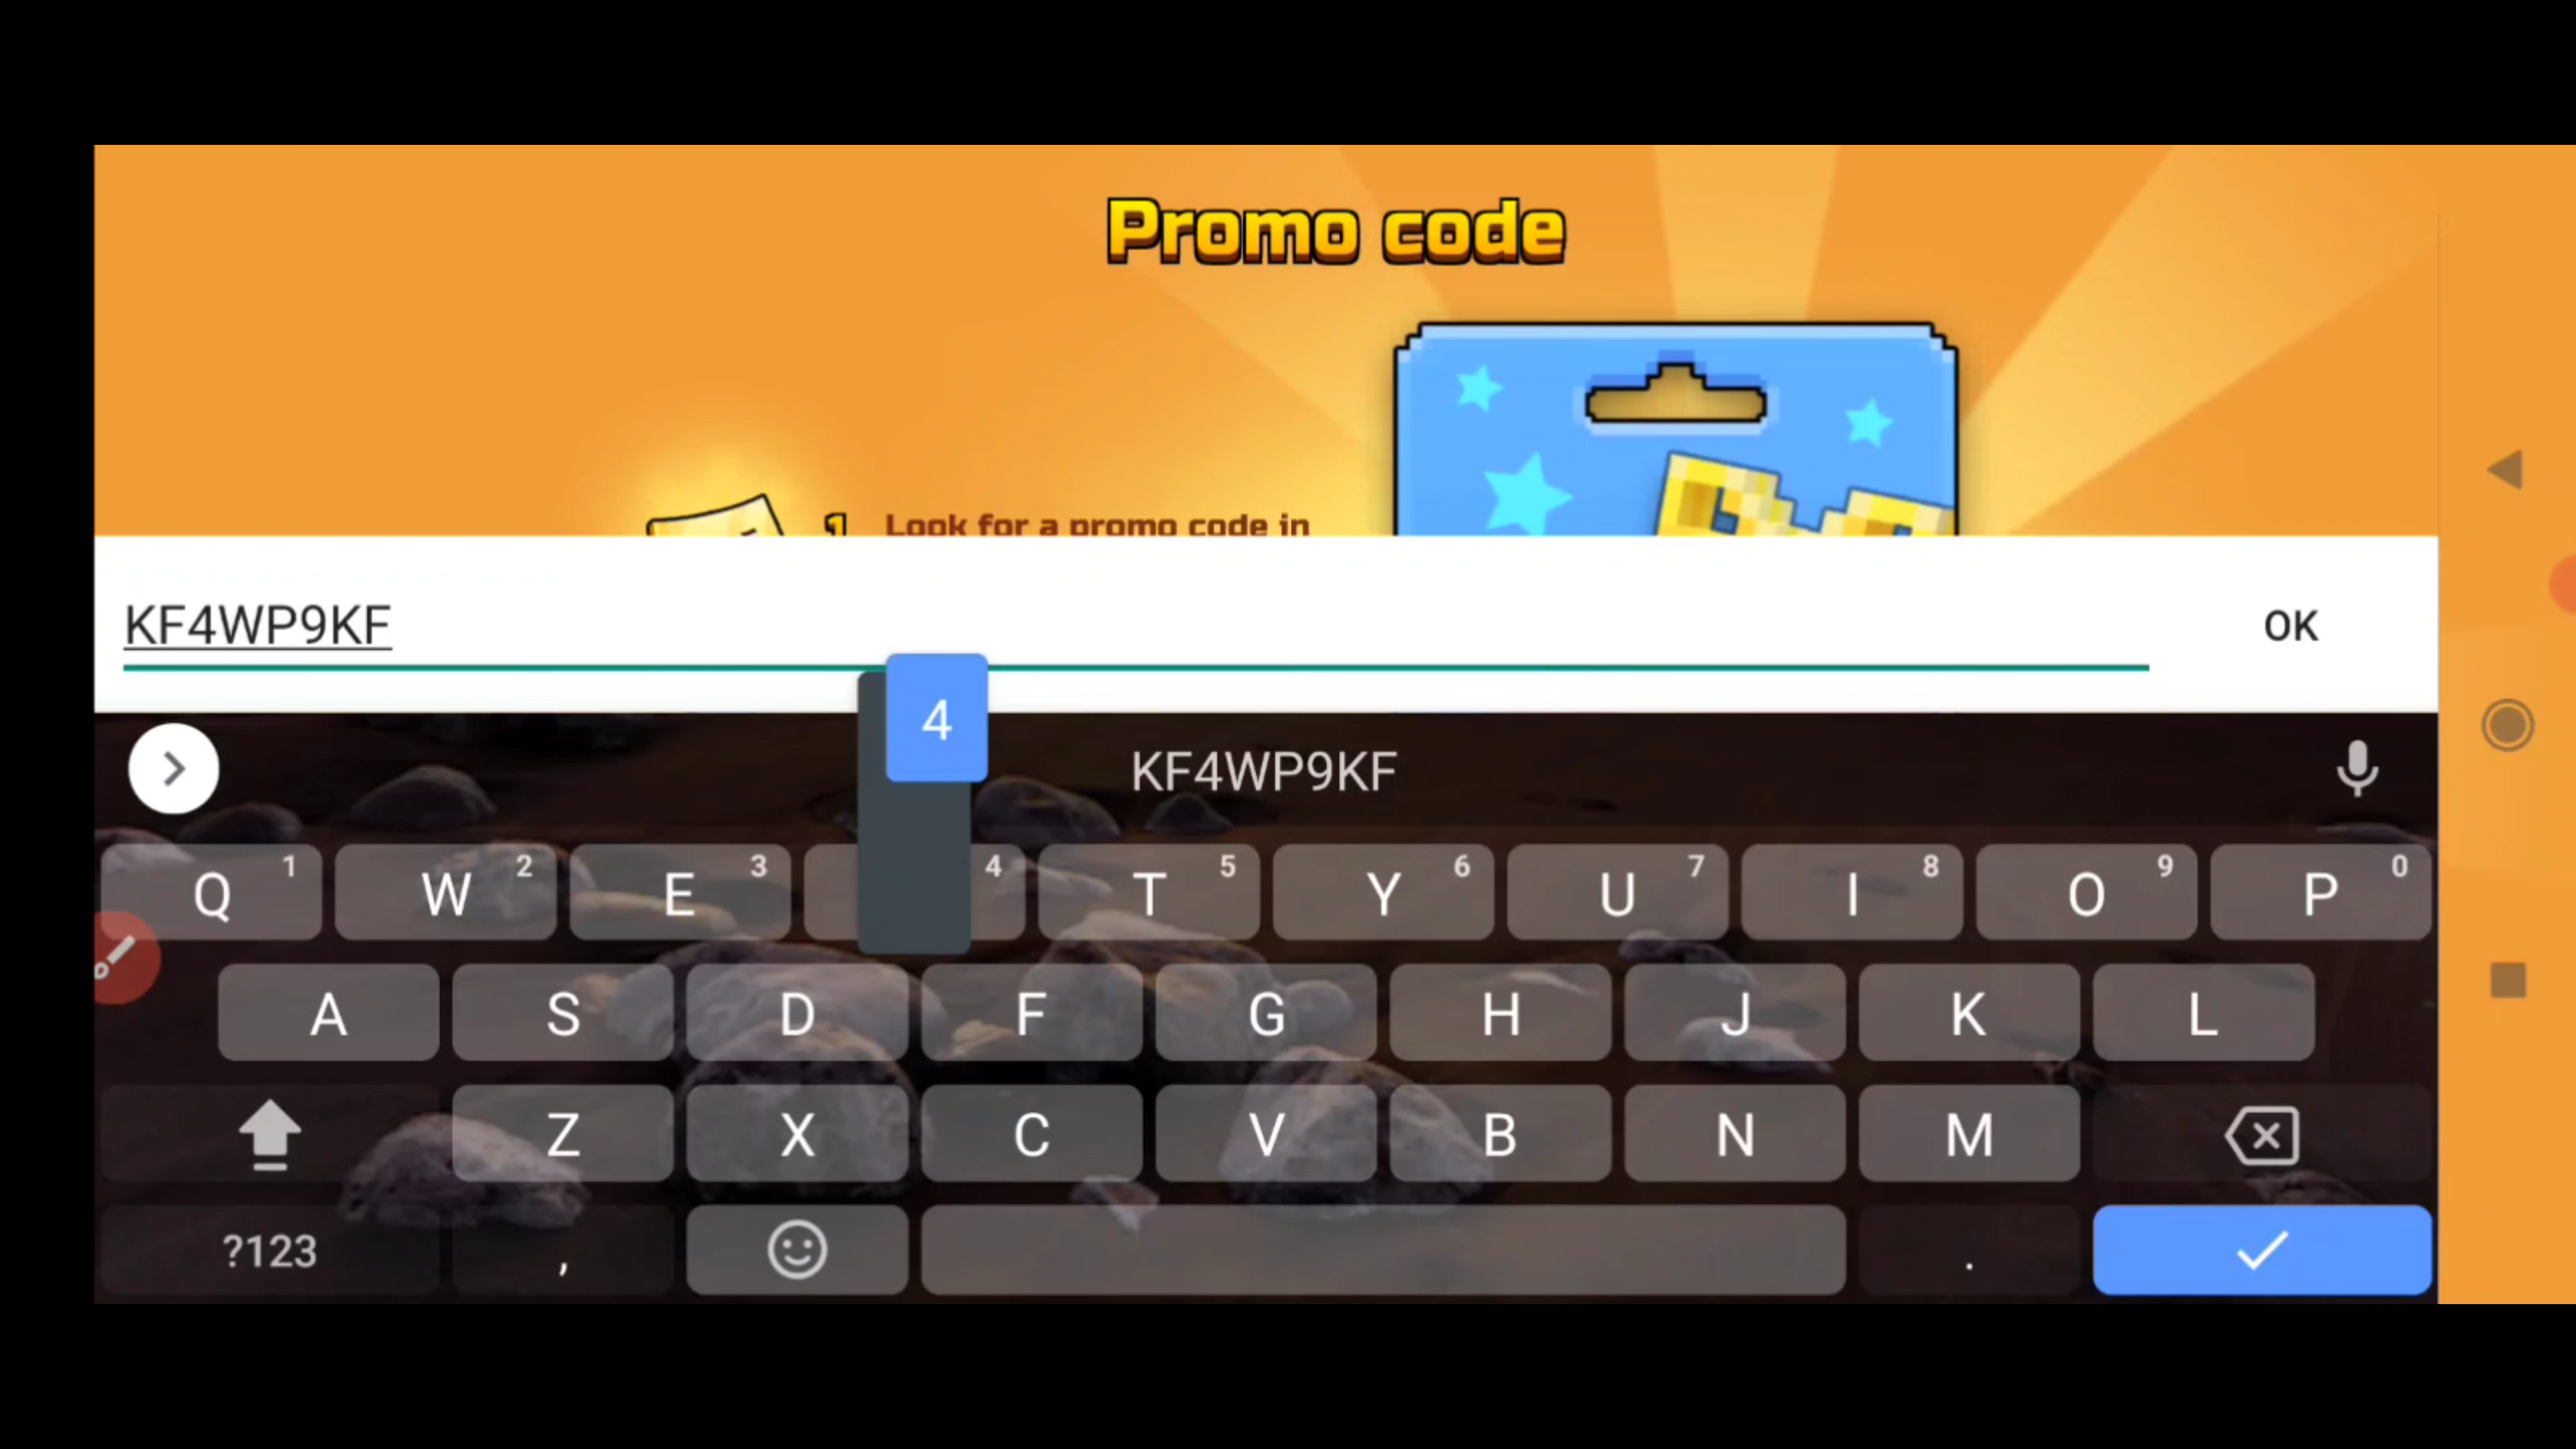 Promo code
1 Look for a promo code in
KF4WP9KF
OK
4
KF4WP9KF
Q 1 W 2 E 3 4 T 5 Y 6 U 7 I 8 O 9 P 0
A S D F G H J K L
Z X C V B N M
?123 , .